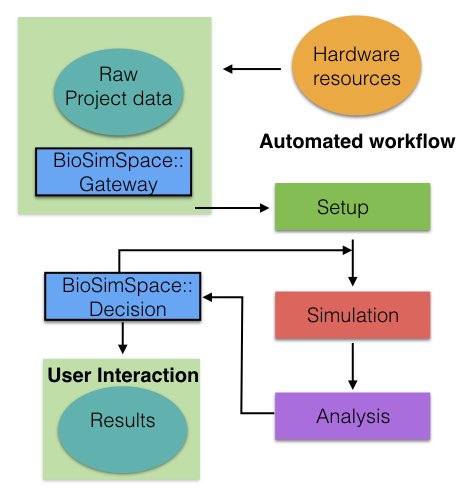 Raw
Project data
Hardware
resources
Automated workflow
BioSimSpace::
Gateway
Setup
BioSimSpace::
Decision
Simulation
User Interaction
Results
Analysis